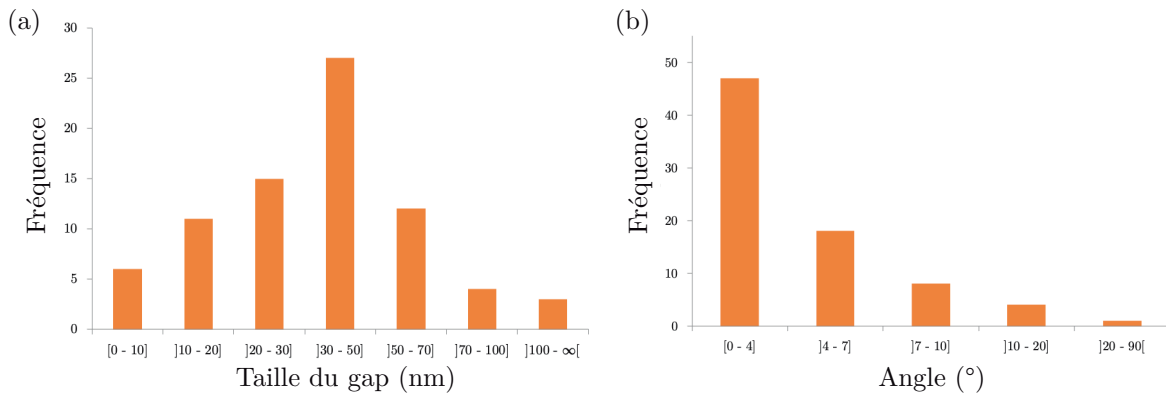 (a)
30
25
20
15
10
5
0
Fréquence
[0 - 10] ]10 - 20] ]20 - 30] ]30 - 50] ]50 - 70] ]70 - 100] ]100 - ∞[
Taille du gap (nm)
(b)
50
40
30
20
10
0
Fréquence
[0 - 4] ]4 - 7] ]7 - 10] ]10 - 20] ]20 - 90[
Angle (°)